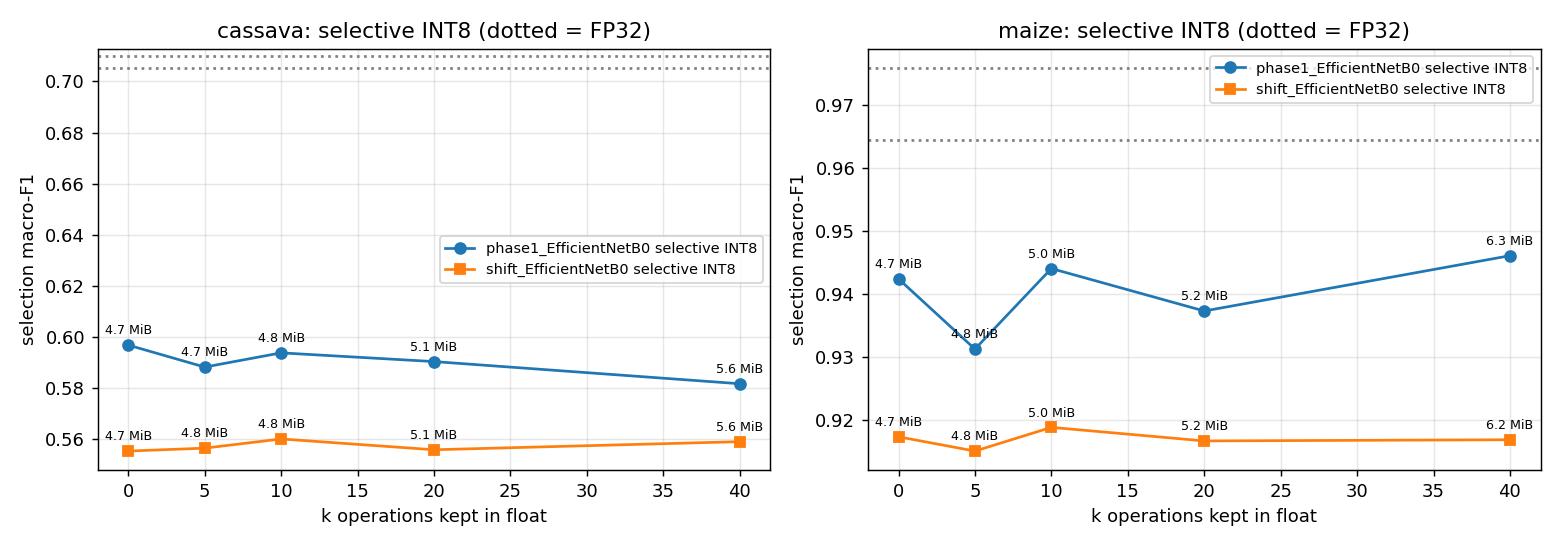 cassava: selective INT8 (dotted = FP32)
selection macro-F1
0.70
0.68
0.66
0.64
0.62
0.60
0.58
0.56
phase1_EfficientNetB0 selective INT8
shift_EfficientNetB0 selective INT8
4.7 MiB
4.7 MiB
4.8 MiB
5.1 MiB
5.6 MiB
4.7 MiB
4.8 MiB
4.8 MiB
5.1 MiB
5.6 MiB
0 5 10 15 20 25 30 35 40
k operations kept in float
maize: selective INT8 (dotted = FP32)
selection macro-F1
0.97
0.96
0.95
0.94
0.93
0.92
phase1_EfficientNetB0 selective INT8
shift_EfficientNetB0 selective INT8
4.7 MiB
4.8 MiB
5.0 MiB
5.2 MiB
6.3 MiB
4.7 MiB
4.8 MiB
5.0 MiB
5.2 MiB
6.2 MiB
0 5 10 15 20 25 30 35 40
k operations kept in float